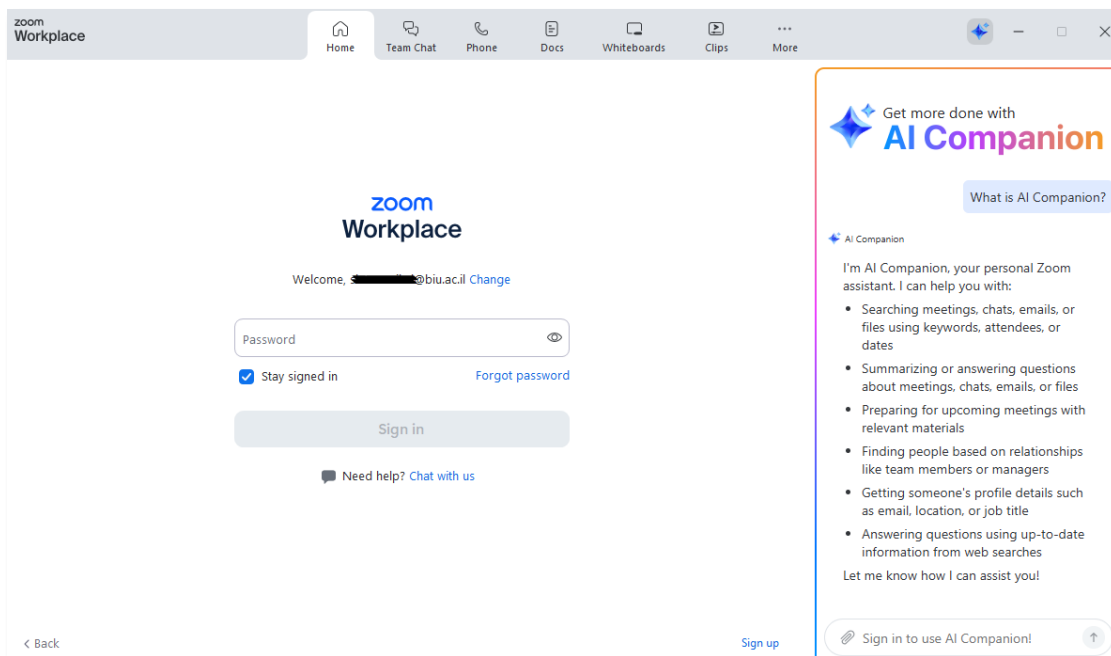 zoom
Workplace
Home
Team Chat
Phone
Docs
Whiteboards
Clips
More
zoom
Workplace
Welcome, @biu.ac.il Change
Password
Stay signed in
Forgot password
Sign in
Need help? Chat with us
< Back
Sign up
Get more done with
AI Companion
What is AI Companion?
AI Companion
I'm AI Companion, your personal Zoom
assistant. I can help you with:
• Searching meetings, chats, emails, or
files using keywords, attendees, or
dates
• Summarizing or answering questions
about meetings, chats, emails, or files
• Preparing for upcoming meetings with
relevant materials
• Finding people based on relationships
like team members or managers
• Getting someone's profile details such
as email, location, or job title
• Answering questions using up-to-date
information from web searches
Let me know how I can assist you!
Sign in to use AI Companion!